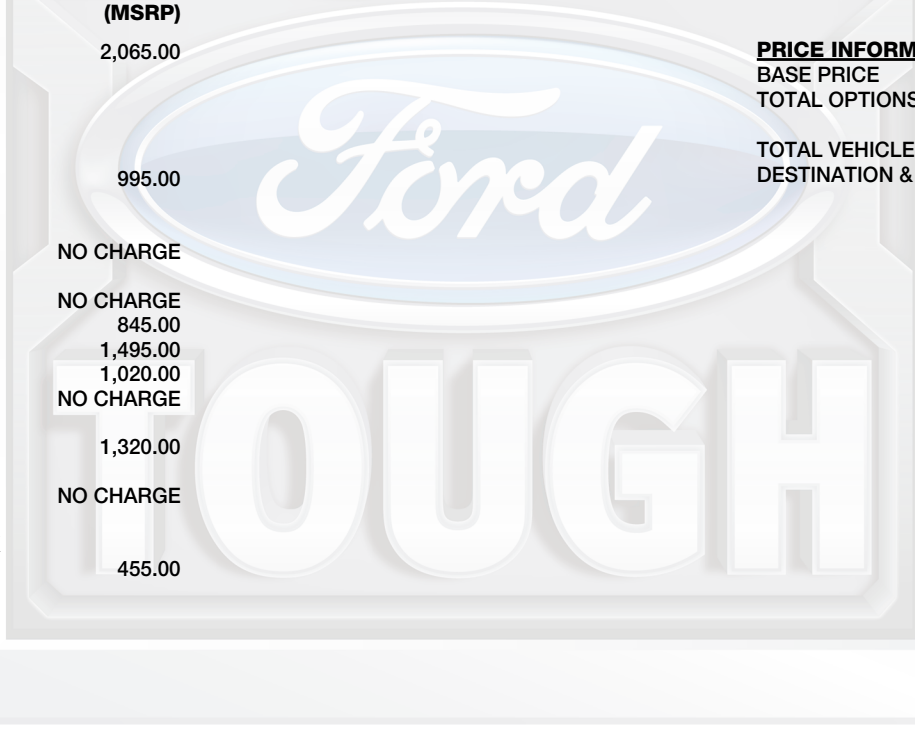 (MSRP)
2,065.00
995.00
NO CHARGE
NO CHARGE
845.00
1,495.00
1,020.00
NO CHARGE
1,320.00
NO CHARGE
455.00
PRICE INFORM
BASE PRICE
TOTAL OPTIONS
TOTAL VEHICLE
DESTINATION &
Ford
TOUGH